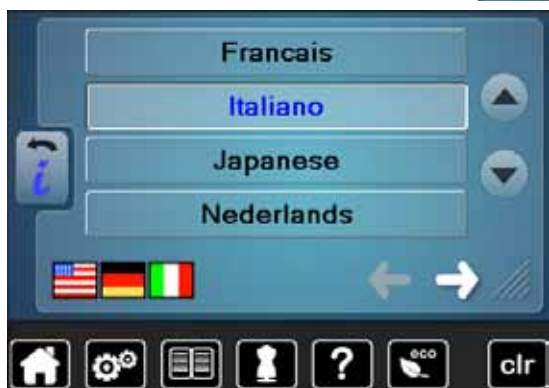 Francais
Italiano
Japanese
Nederlands
i
? eco clr